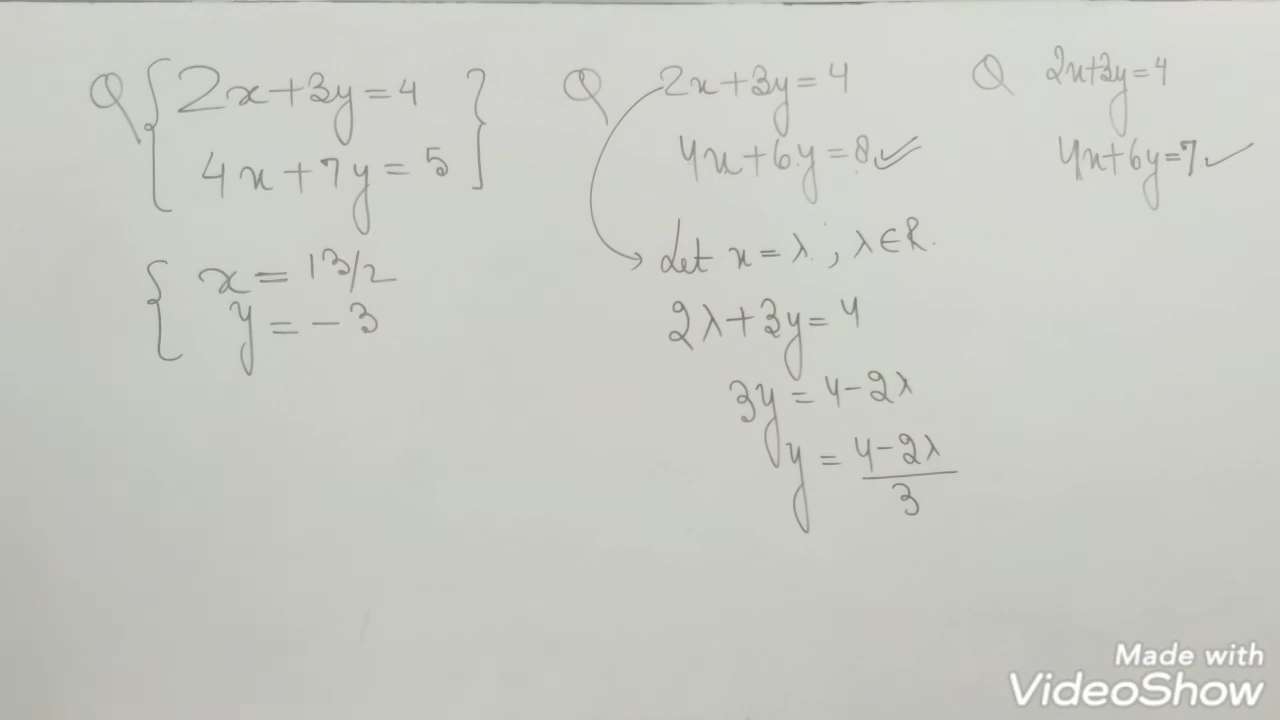 Q { 2x+3y=4 }
4x+7y=5
{ x=13/2
y=-3
Q 2x+3y=4
4x+6y=8 ✓
Let x=λ ; λ∈R.
2λ+3y=4
3y=4-2λ
y=4-2λ/3
Q 2x+3y=4
4x+6y=7 ✓
Made with
VideoShow